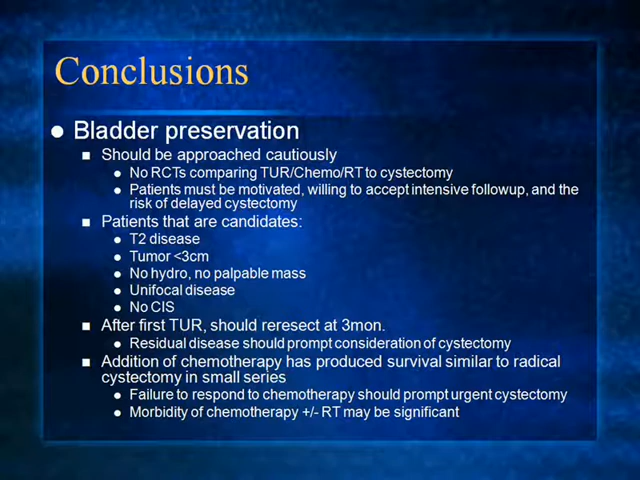 Conclusions
Bladder preservation
Should be approached cautiously
No RCTs comparing TUR/Chemo/RT to cystectomy
Patients must be motivated, willing to accept intensive followup, and the
risk of delayed cystectomy
Patients that are candidates:
T2 disease
Tumor <3cm
No hydro, no palpable mass
Unifocal disease
No CIS
After first TUR, should reresect at 3mon.
Residual disease should prompt consideration of cystectomy
Addition of chemotherapy has produced survival similar to radical
cystectomy in small series
Failure to respond to chemotherapy should prompt urgent cystectomy
Morbidity of chemotherapy +/- RT may be significant